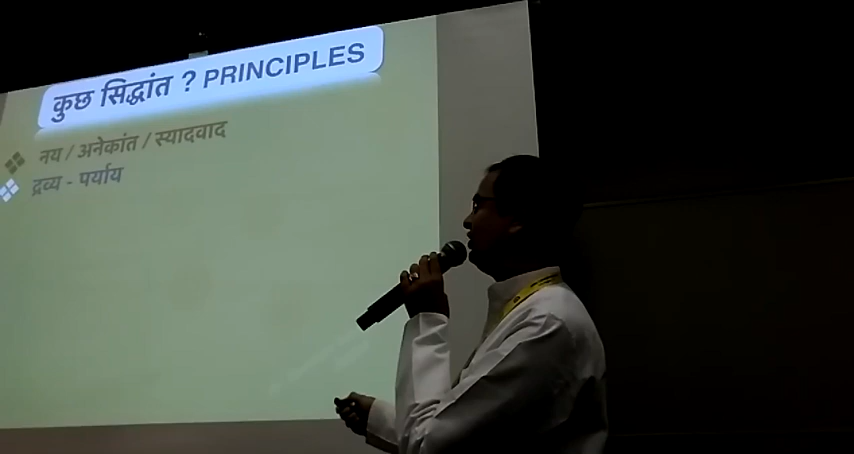 कुछ सिद्धांत ? PRINCIPLES
नय / अनेकांत / स्यादवाद
द्रव्य - पर्याय